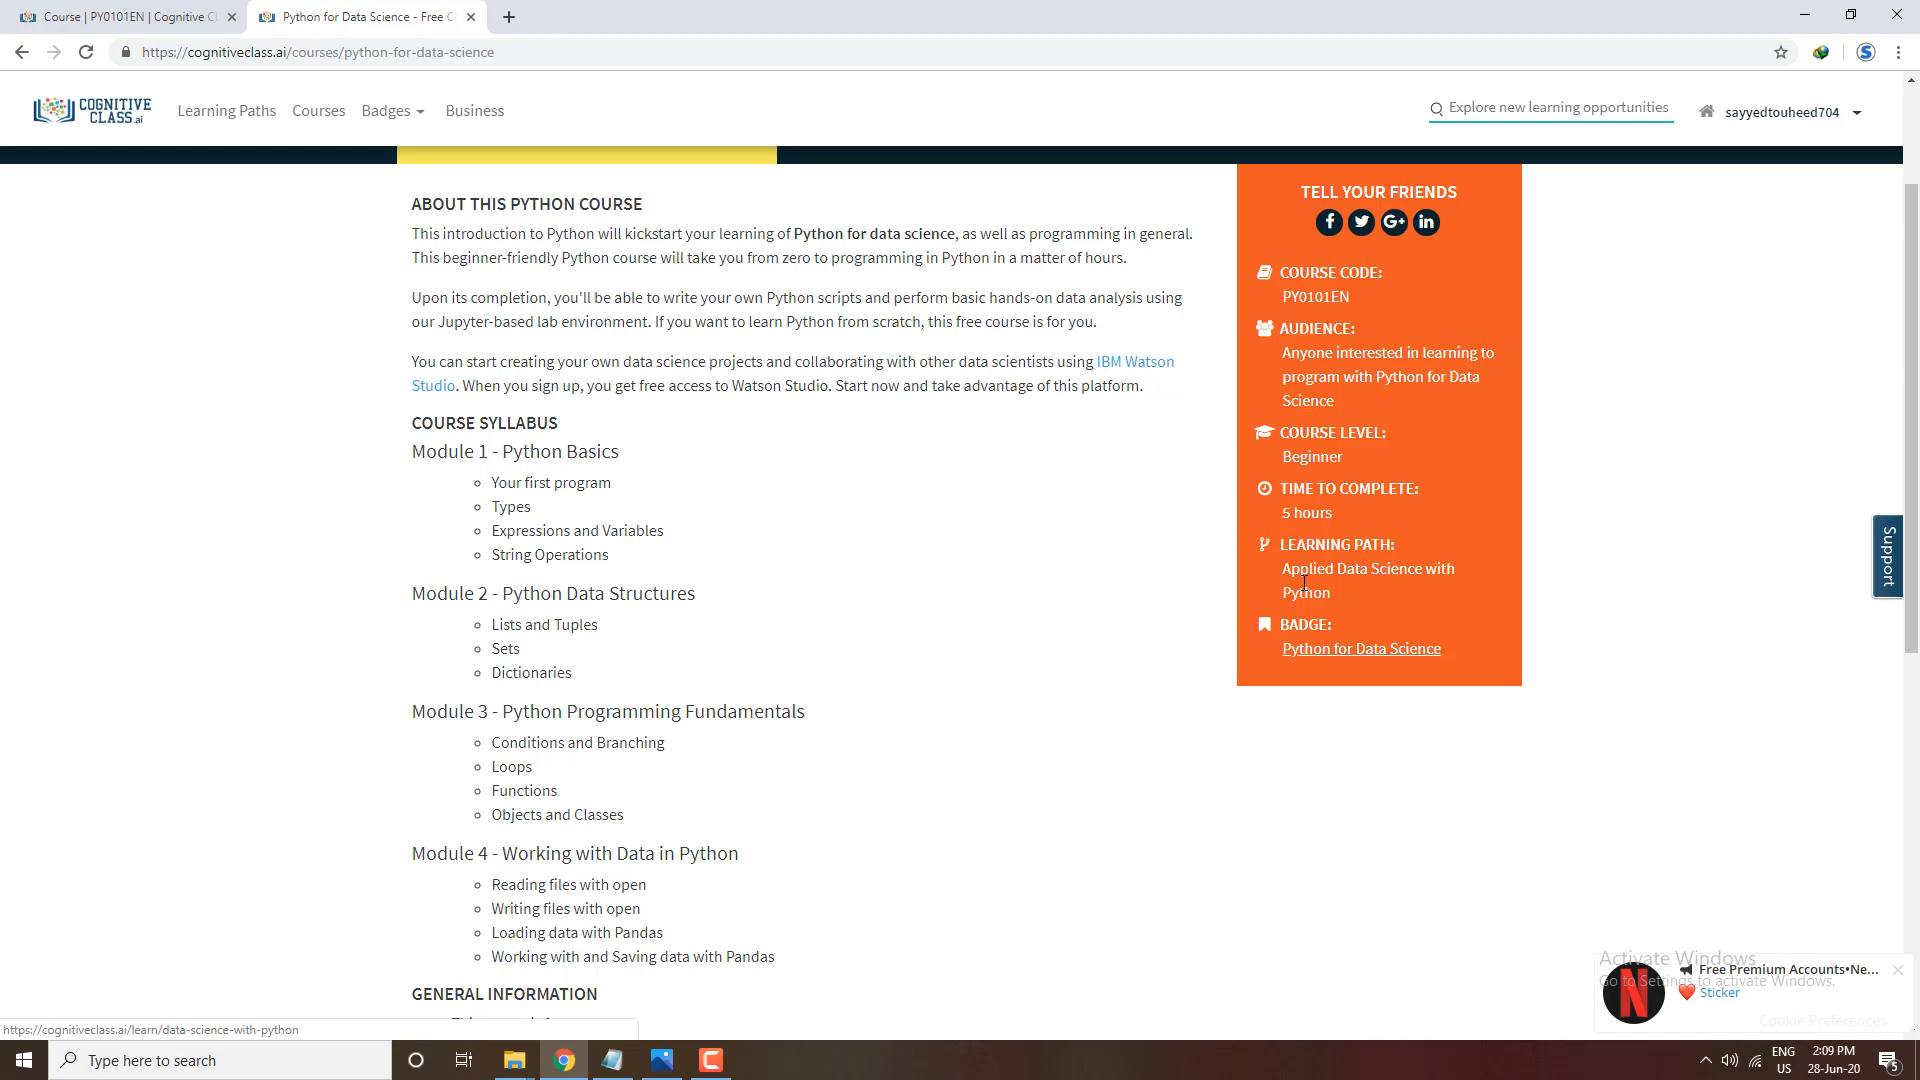 Course | PY0101EN | Cognitive Cl
Python for Data Science - Free Co
https://cognitiveclass.ai/courses/python-for-data-science
COGNITIVE
CLASS.ai
Learning Paths
Courses
Badges
Business
Explore new learning opportunities
sayyedtouheed704
ABOUT THIS PYTHON COURSE
This introduction to Python will kickstart your learning of Python for data science, as well as programming in general.
This beginner-friendly Python course will take you from zero to programming in Python in a matter of hours.
Upon its completion, you'll be able to write your own Python scripts and perform basic hands-on data analysis using
our Jupyter-based lab environment. If you want to learn Python from scratch, this free course is for you.
You can start creating your own data science projects and collaborating with other data scientists using IBM Watson
Studio. When you sign up, you get free access to Watson Studio. Start now and take advantage of this platform.
COURSE SYLLABUS
Module 1 - Python Basics
Your first program
Types
Expressions and Variables
String Operations
Module 2 - Python Data Structures
Lists and Tuples
Sets
Dictionaries
Module 3 - Python Programming Fundamentals
Conditions and Branching
Loops
Functions
Objects and Classes
Module 4 - Working with Data in Python
Reading files with open
Writing files with open
Loading data with Pandas
Working with and Saving data with Pandas
GENERAL INFORMATION
TELL YOUR FRIENDS
COURSE CODE:
PY0101EN
AUDIENCE:
Anyone interested in learning to
program with Python for Data
Science
COURSE LEVEL:
Beginner
TIME TO COMPLETE:
5 hours
LEARNING PATH:
Applied Data Science with
Python
BADGE:
Python for Data Science
Support
Activate Windows
Go to Settings to activate Windows.
Free Premium Accounts•Ne...
Sticker
Cookie Preferences
https://cognitiveclass.ai/learn/data-science-with-python
Type here to search
ENG
US
2:09 PM
28-Jun-20
5